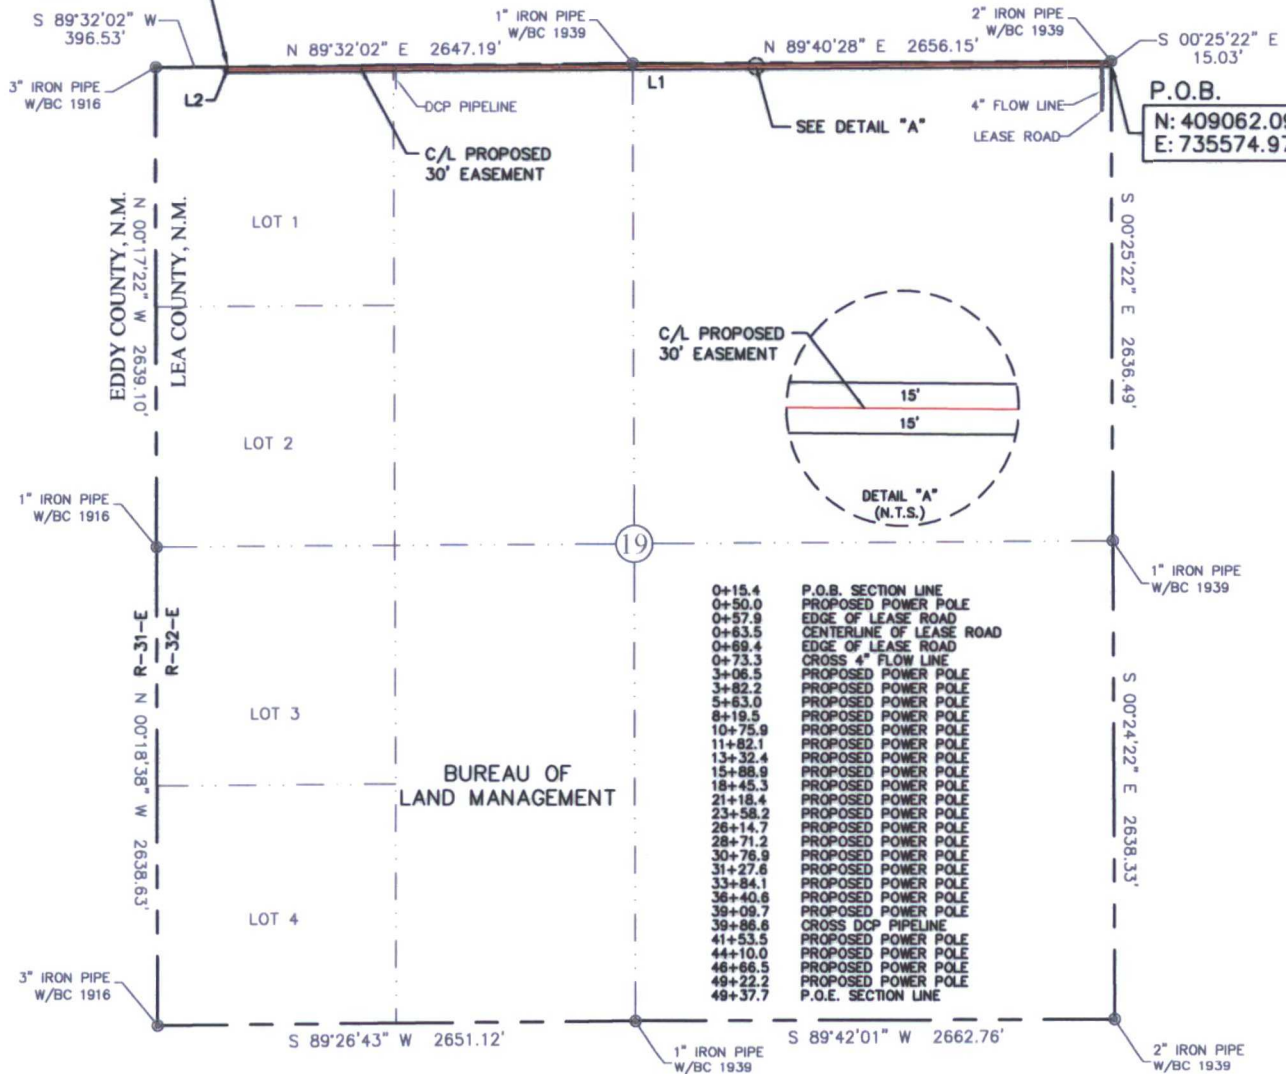 S 89°32'02" W
396.53'
N 89°32'02" E 2647.19'
1" IRON PIPE
W/BC 1939
N 89°40'28" E 2656.15'
2" IRON PIPE
W/BC 1939
S 00°25'22" E
15.03'
3" IRON PIPE
W/BC 1916
L2
DCP PIPELINE
L1
SEE DETAIL "A"
4" FLOW LINE
LEASE ROAD
P.O.B.
N: 409062.09
E: 735574.97
C/L PROPOSED
30' EASEMENT
EDDY COUNTY, N.M.
N 00°17'22" W 2639.10'
LEA COUNTY, N.M.
LOT 1
S 00°25'22" E 2636.49'
C/L PROPOSED
30' EASEMENT
15'
15'
DETAIL "A"
(N.T.S.)
LOT 2
1" IRON PIPE
W/BC 1916
19
1" IRON PIPE
W/BC 1939
R-31-E
R-32-E
N 00°18'38" W 2638.63'
LOT 3
BUREAU OF
LAND MANAGEMENT
LOT 4
0+15.4 P.O.B. SECTION LINE
0+50.0 PROPOSED POWER POLE
0+57.9 EDGE OF LEASE ROAD
0+63.5 CENTERLINE OF LEASE ROAD
0+69.4 EDGE OF LEASE ROAD
0+73.3 CROSS 4" FLOW LINE
3+06.5 PROPOSED POWER POLE
3+82.2 PROPOSED POWER POLE
5+63.0 PROPOSED POWER POLE
8+19.5 PROPOSED POWER POLE
10+75.9 PROPOSED POWER POLE
11+82.1 PROPOSED POWER POLE
13+32.4 PROPOSED POWER POLE
15+88.9 PROPOSED POWER POLE
18+45.3 PROPOSED POWER POLE
21+18.4 PROPOSED POWER POLE
23+58.2 PROPOSED POWER POLE
26+14.7 PROPOSED POWER POLE
28+71.2 PROPOSED POWER POLE
30+76.9 PROPOSED POWER POLE
31+27.6 PROPOSED POWER POLE
33+84.1 PROPOSED POWER POLE
36+40.6 PROPOSED POWER POLE
39+09.7 PROPOSED POWER POLE
39+86.6 CROSS DCP PIPELINE
41+53.5 PROPOSED POWER POLE
44+10.0 PROPOSED POWER POLE
46+66.5 PROPOSED POWER POLE
49+22.2 PROPOSED POWER POLE
49+37.7 P.O.E. SECTION LINE
S 00°24'22" E 2638.33'
3" IRON PIPE
W/BC 1916
S 89°26'43" W 2651.12'
1" IRON PIPE
W/BC 1939
S 89°42'01" W 2662.76'
2" IRON PIPE
W/BC 1939